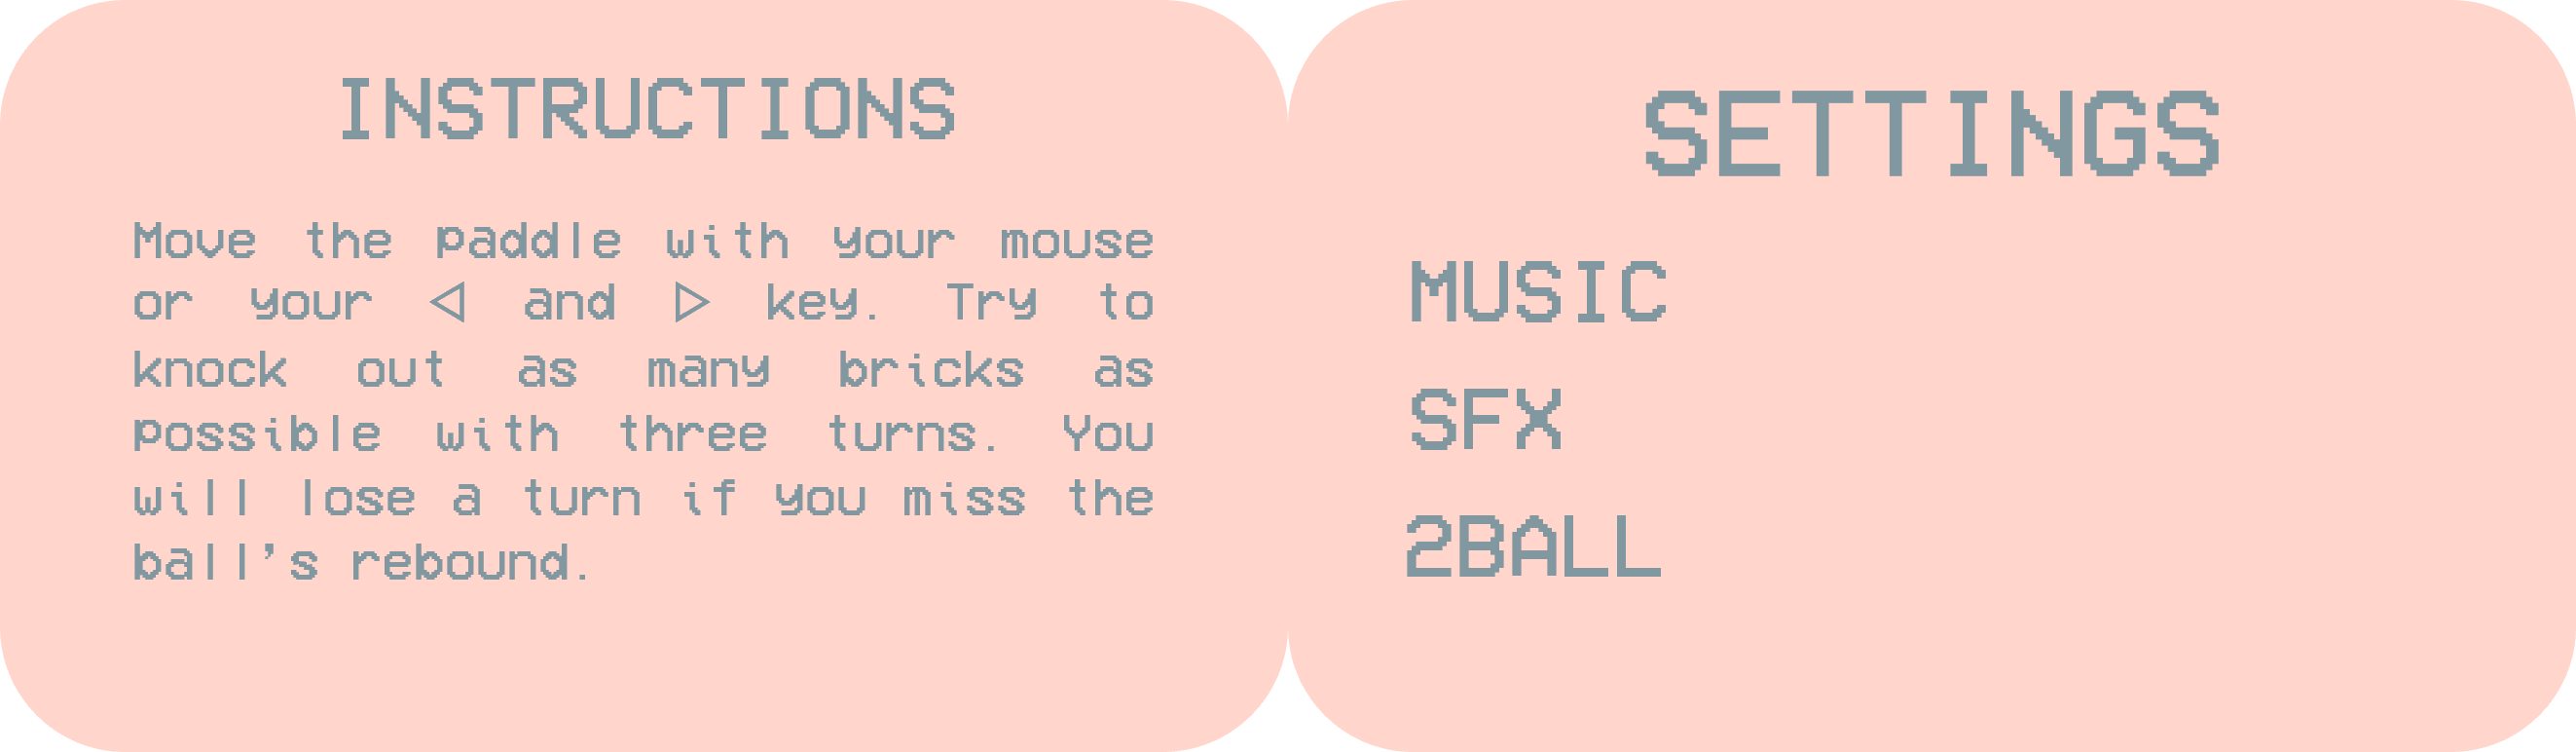 INSTRUCTIONS
Move the paddle with your mouse
or your ◁ and ▷ key. Try to
knock out as many bricks as
possible with three turns. You
will lose a turn if you miss the
ball's rebound.
SETTINGS
MUSIC
SFX
2BALL